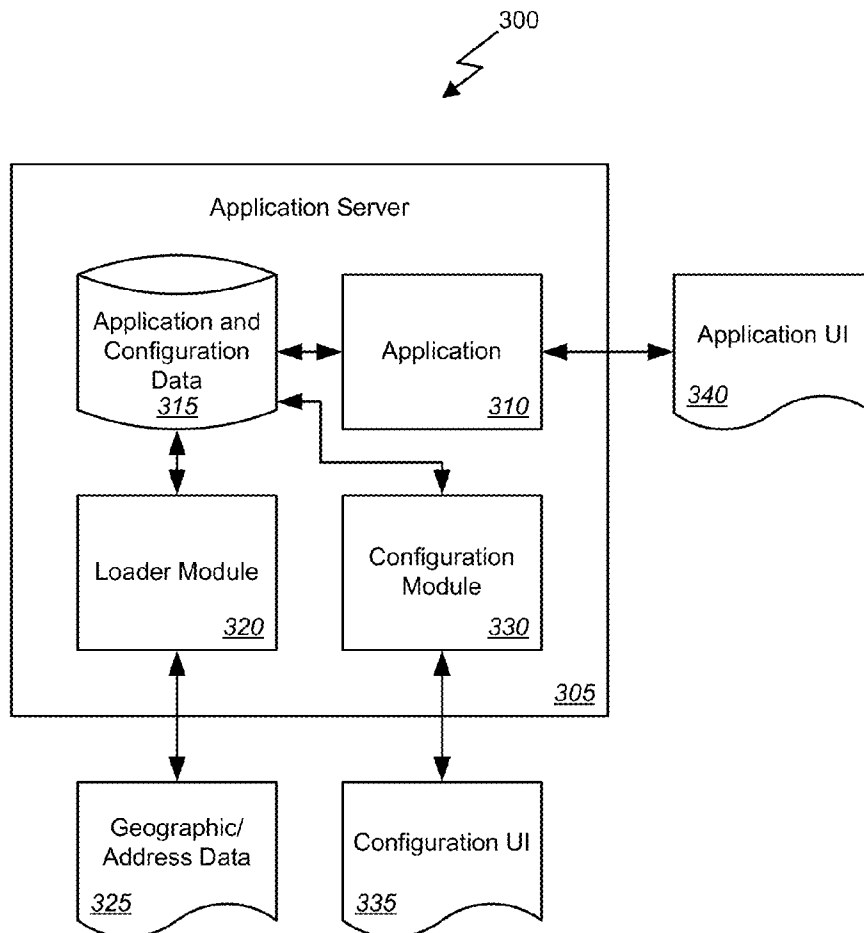 300
Application Server
Application and
Configuration
Data
315
Application
310
Application UI
340
Loader Module
320
Configuration
Module
330
305
Geographic/
Address Data
325
Configuration UI
335